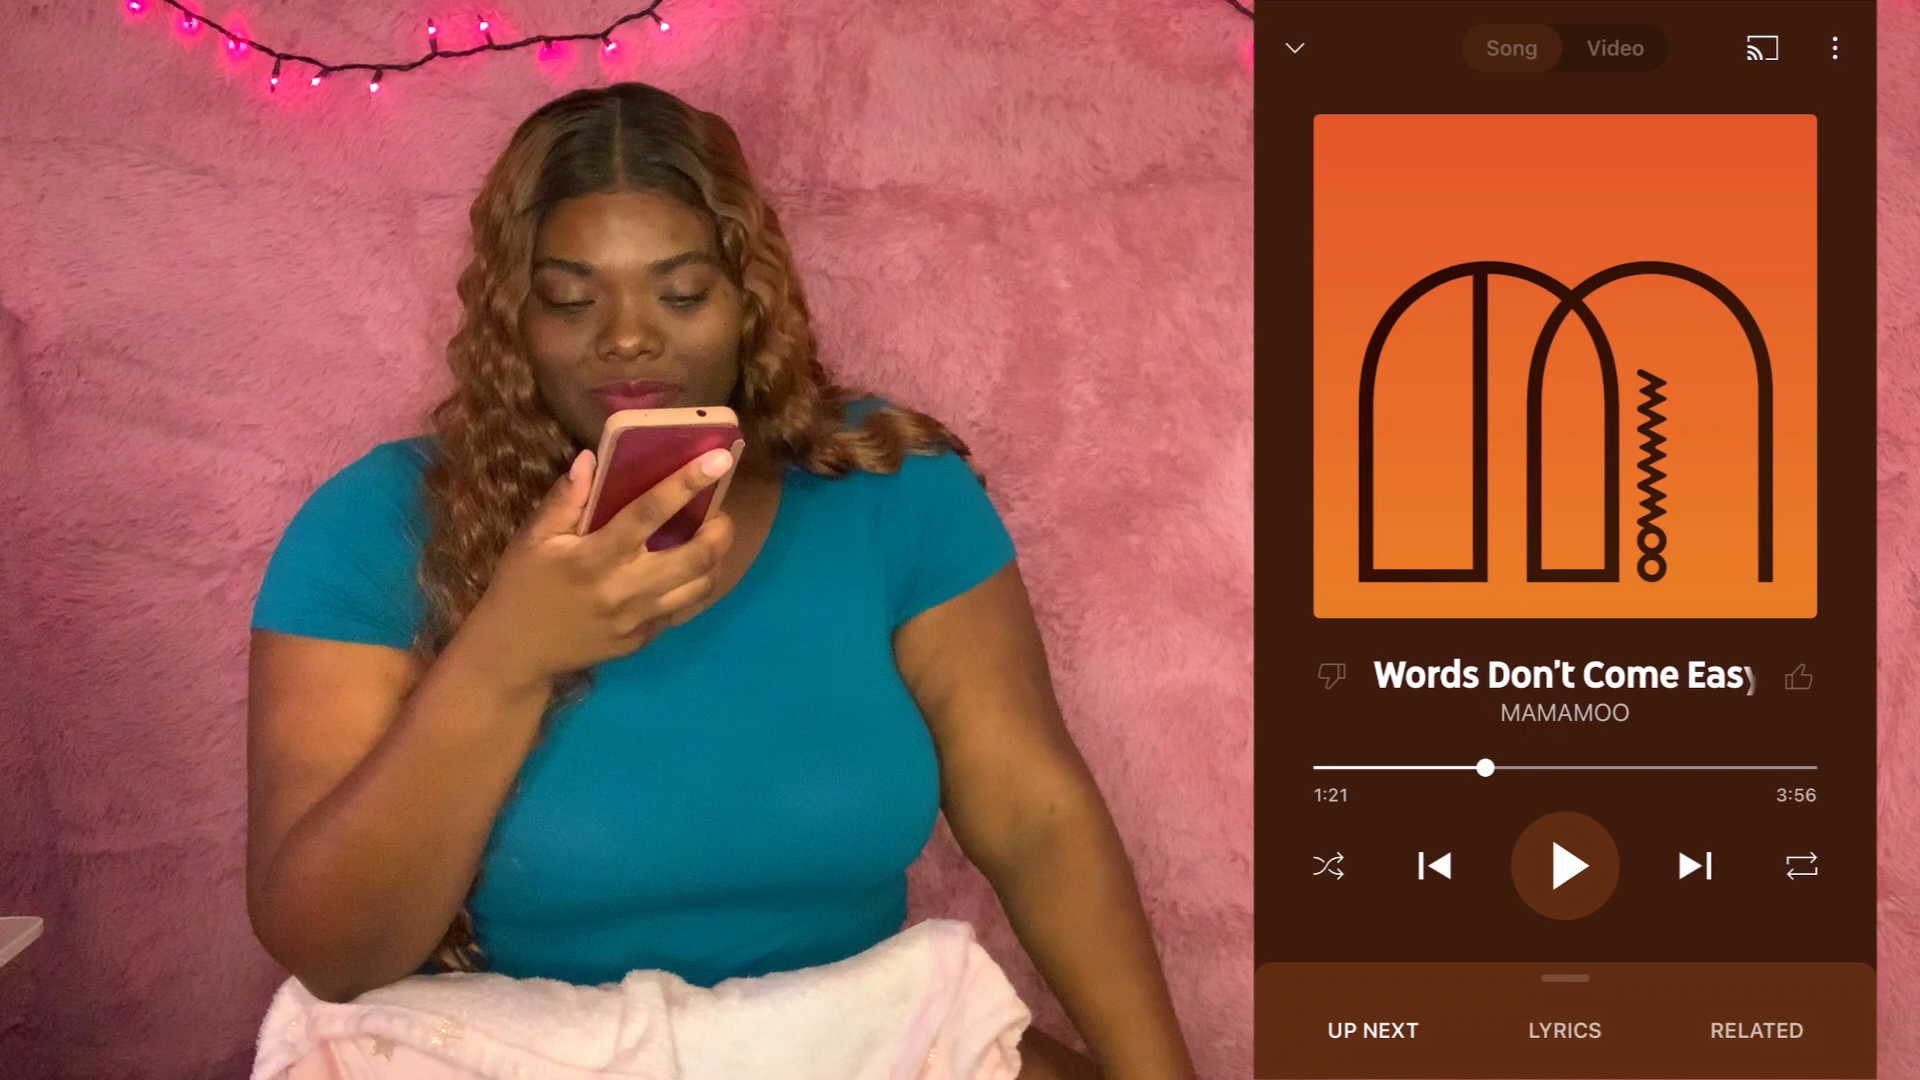 Song Video
Words Don't Come Easy
MAMAMOO
1:21 3:56
UP NEXT LYRICS RELATED